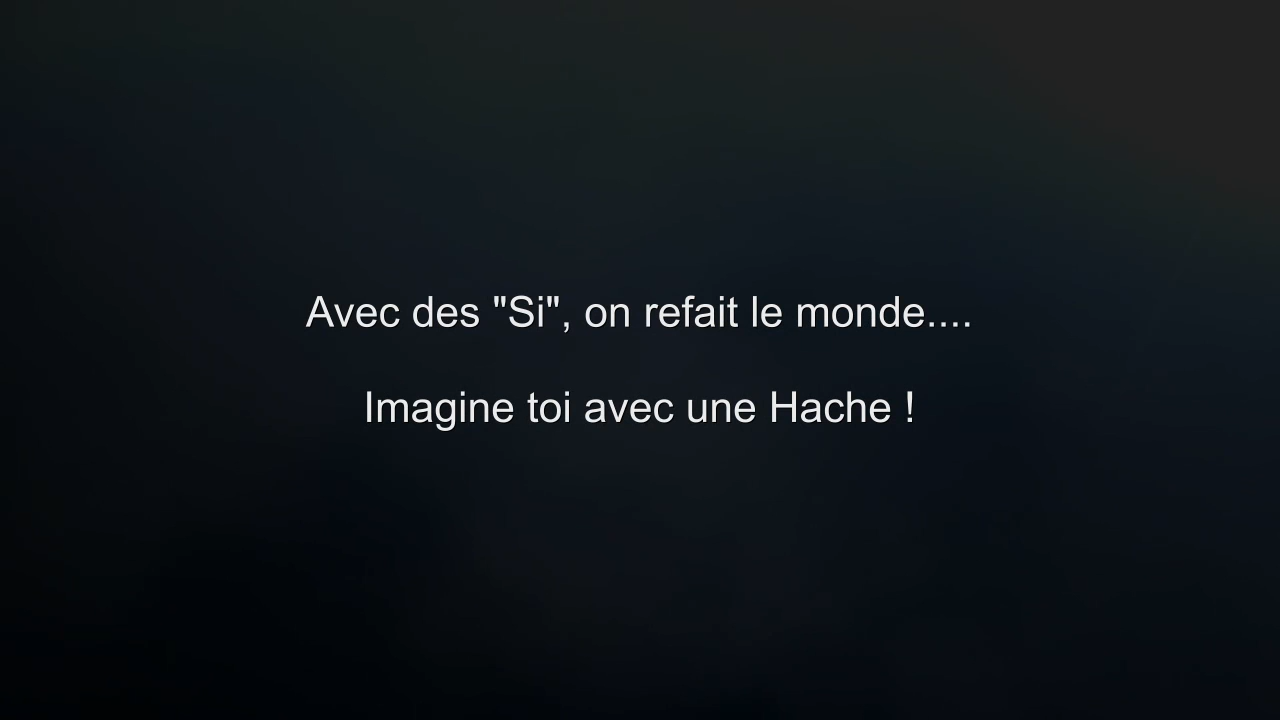 Avec des "Si", on refait le monde....
Imagine toi avec une Hache !